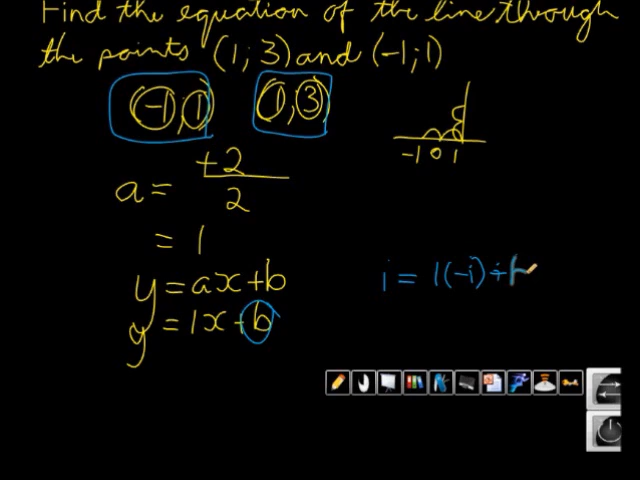 Find the equation of the line through
the points (1; 3) and (-1; 1)
(-1, 1) (1, 3)
-1 0 1
a = +2
2
= 1
y = ax + b
y = 1x + b
1 = 1(-1) +